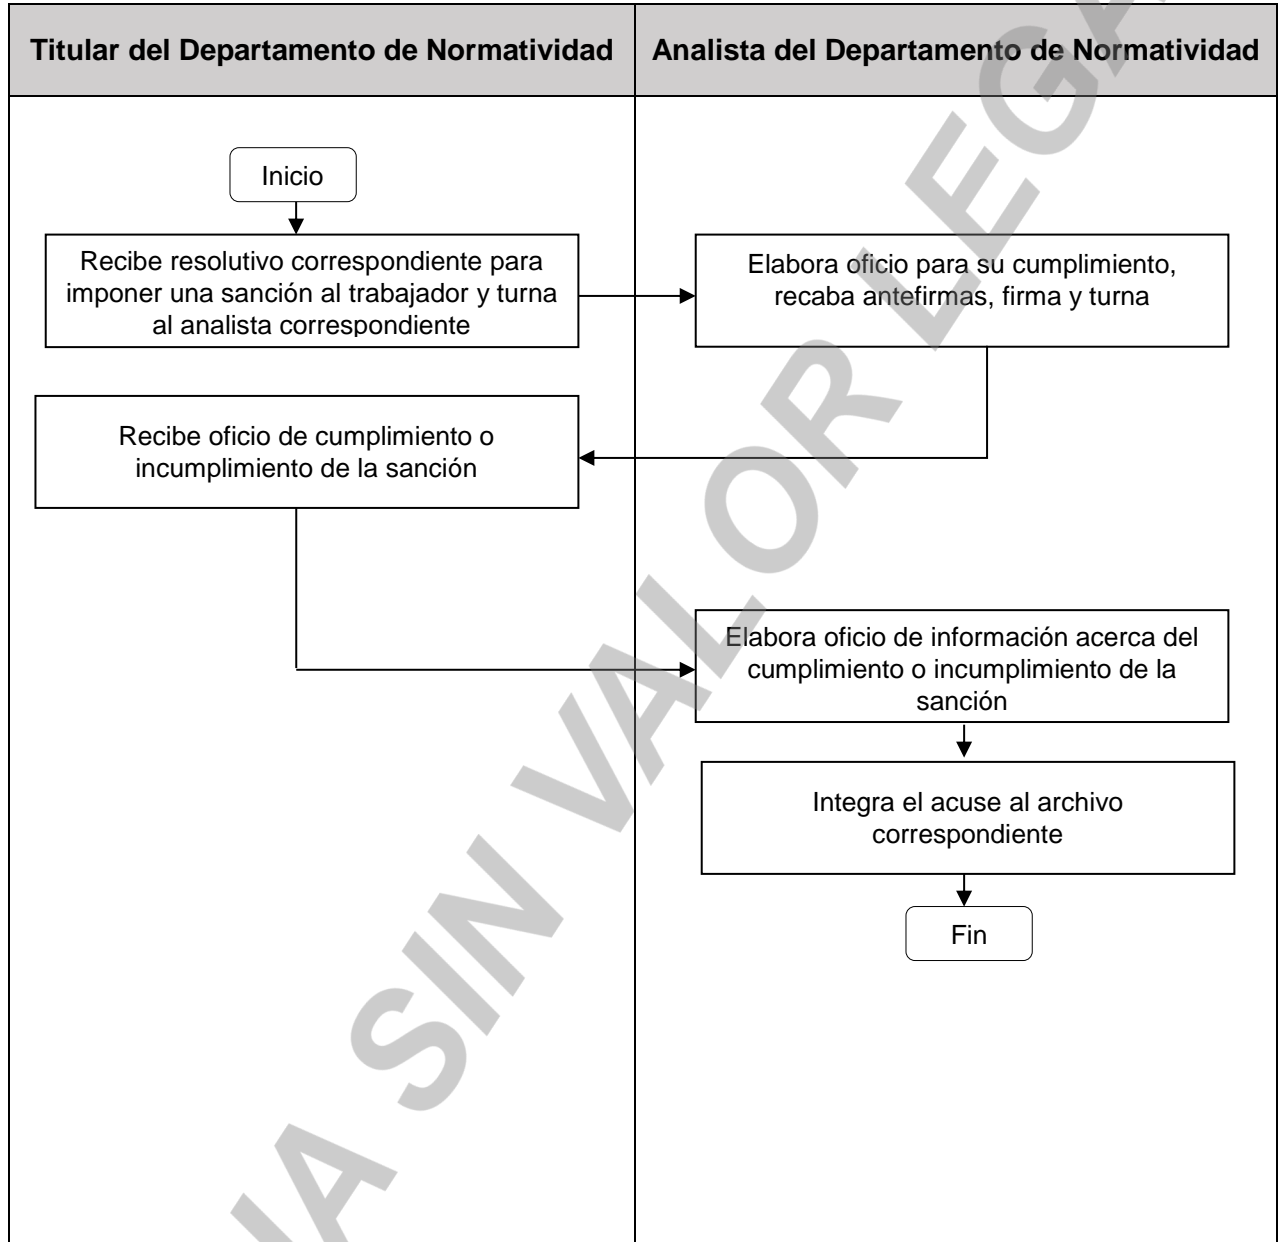 Titular del Departamento de Normatividad
Analista del Departamento de Normatividad
Inicio
Recibe resolutivo correspondiente para
imponer una sanción al trabajador y turna
al analista correspondiente
Elabora oficio para su cumplimiento,
recaba antefirmas, firma y turna
Recibe oficio de cumplimiento o
incumplimiento de la sanción
Elabora oficio de información acerca del
cumplimiento o incumplimiento de la
sanción
Integra el acuse al archivo
correspondiente
Fin
SIN VALOR